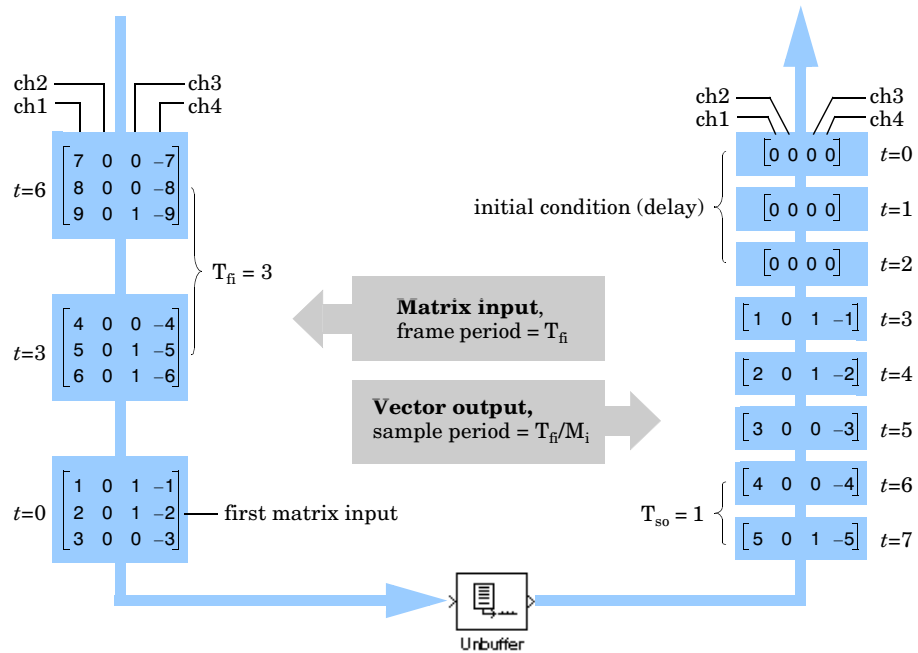 ch2 ch3
ch1 ch4
t=6
7 0 0 −7
8 0 0 −8
9 0 1 −9
Tfi = 3
t=3
4 0 0 −4
5 0 1 −5
6 0 1 −6
t=0
1 0 1 −1
2 0 1 −2
3 0 0 −3
first matrix input
Matrix input,
frame period = Tfi
Vector output,
sample period = Tfi/Mi
Unbuffer
ch2 ch3
ch1 ch4
initial condition (delay)
[0 0 0 0] t=0
[0 0 0 0] t=1
[0 0 0 0] t=2
[1 0 1 −1] t=3
[2 0 1 −2] t=4
[3 0 0 −3] t=5
[4 0 0 −4] t=6
Tso = 1
[5 0 1 −5] t=7